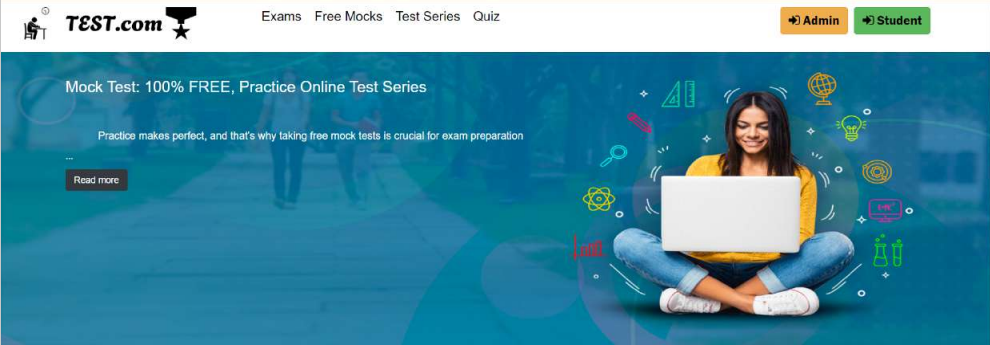 TEST.com
Exams Free Mocks Test Series Quiz
Admin Student
Mock Test: 100% FREE, Practice Online Test Series
Practice makes perfect, and that's why taking free mock tests is crucial for exam preparation
...
Read more